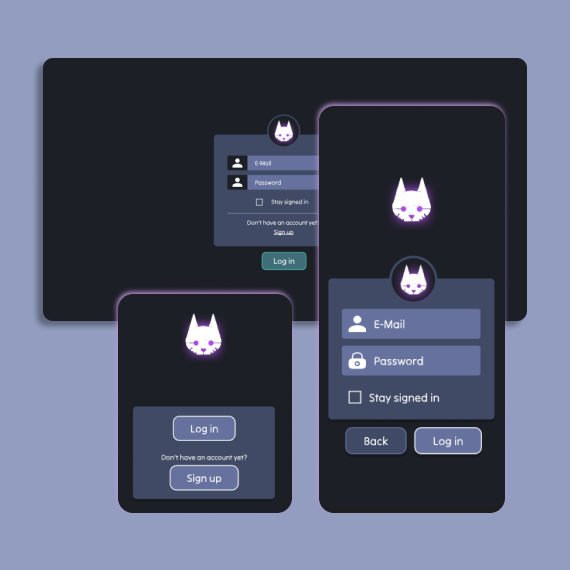 E-Mail
Password
Stay signed in
Don't have an account yet
Sign up
Log in
E-Mail
Password
Stay signed in
Back
Log in
Log in
Don't have an account yet?
Sign up